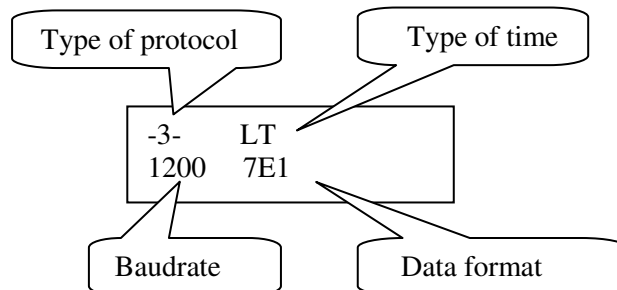 Type of protocol
Type of time
-3- LT
1200 7E1
Baudrate
Data format